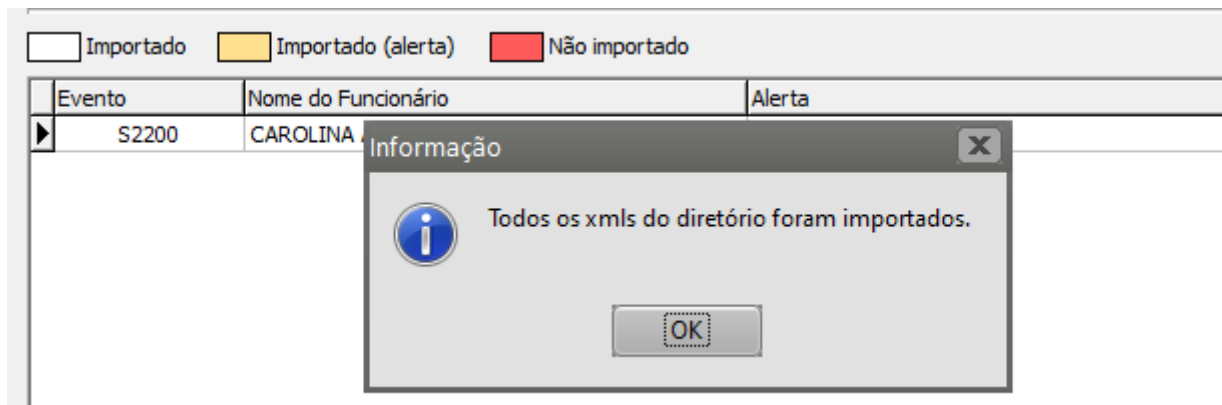 Importado Importado (alerta) Não importado
Evento Nome do Funcionário Alerta
S2200 CAROLINA
Informação
Todos os xmls do diretório foram importados.
OK